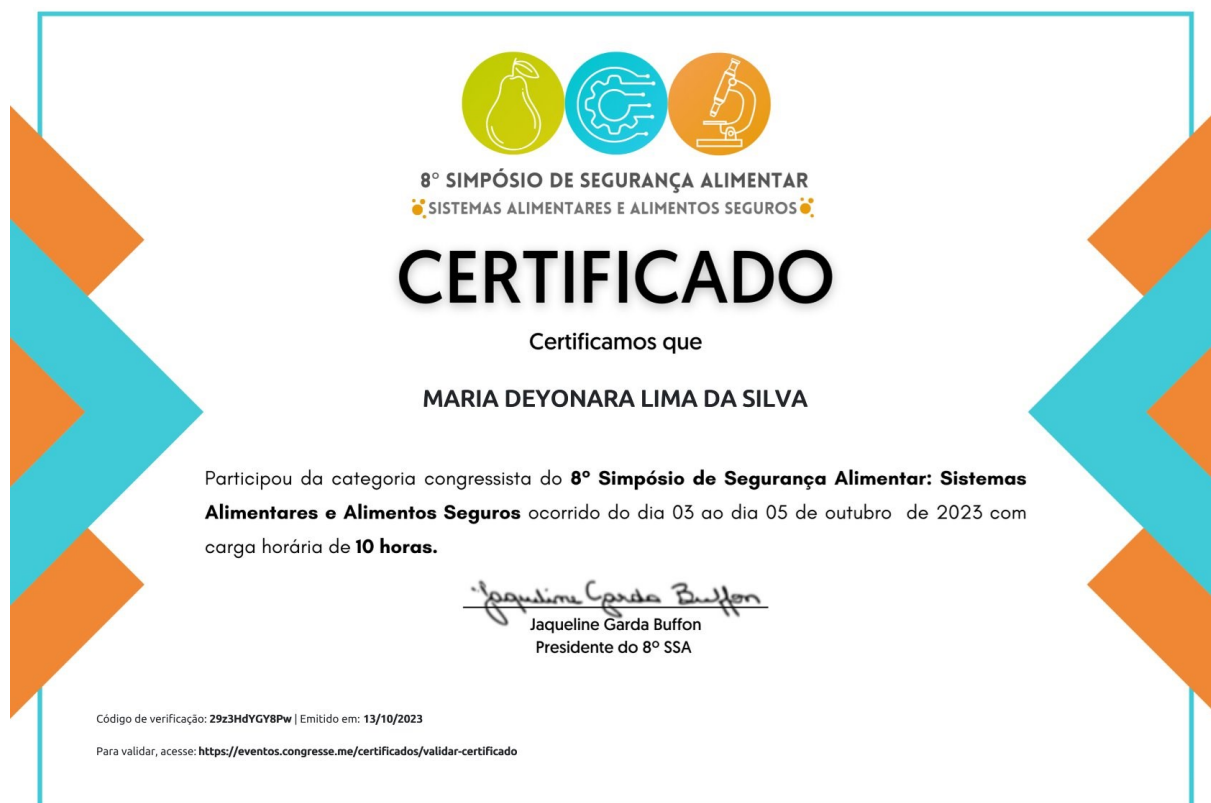 8° SIMPÓSIO DE SEGURANÇA ALIMENTAR
SISTEMAS ALIMENTARES E ALIMENTOS SEGUROS
CERTIFICADO
Certificamos que
MARIA DEYONARA LIMA DA SILVA
Participou da categoria congressista do 8º Simpósio de Segurança Alimentar: Sistemas
Alimentares e Alimentos Seguros ocorrido do dia 03 ao dia 05 de outubro de 2023 com
carga horária de 10 horas.
Jaqueline Garda Buffon
Jaqueline Garda Buffon
Presidente do 8º SSA
Código de verificação: 29z3HdYGY8Pw | Emitido em: 13/10/2023
Para validar, acesse: https://eventos.congresse.me/certificados/validar-certificado